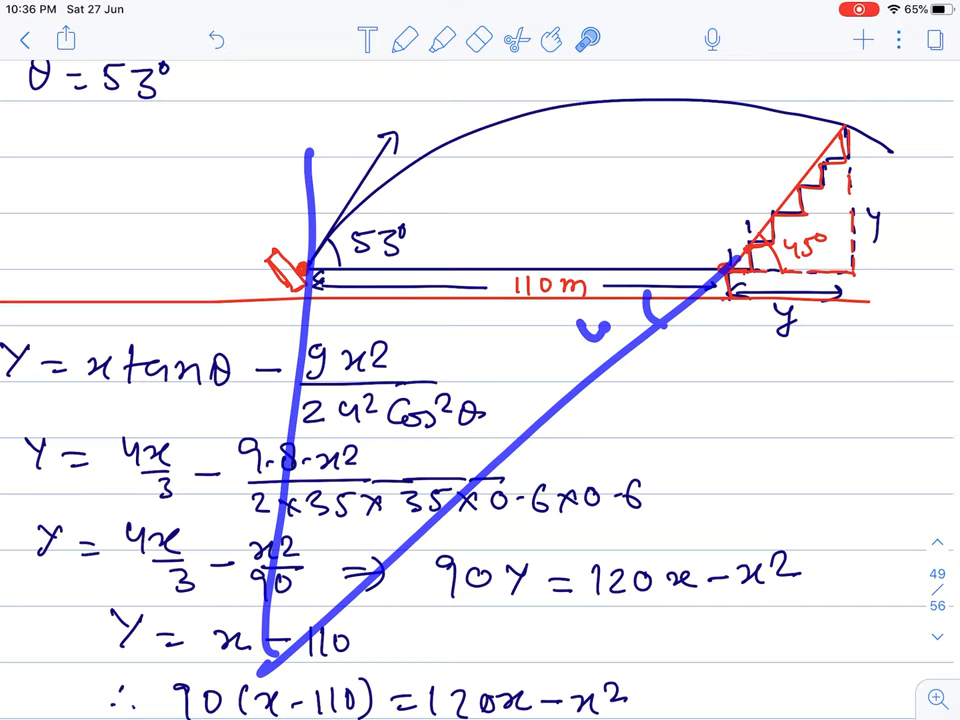 10:36 PM Sat 27 Jun 65%
T
θ = 53°
53°
45°
y
110m
y
Y = x tanθ - gx2 / 2u² Cos²θ
Y = 4x/3 - 9.8.x2 / 2×35×35×0.6×0.6
y = 4x/3 - x2/90 ⇒ 90Y = 120x - x2
49
/
56
Y = x - 110
∴ 90(x-110) = 120x - x2